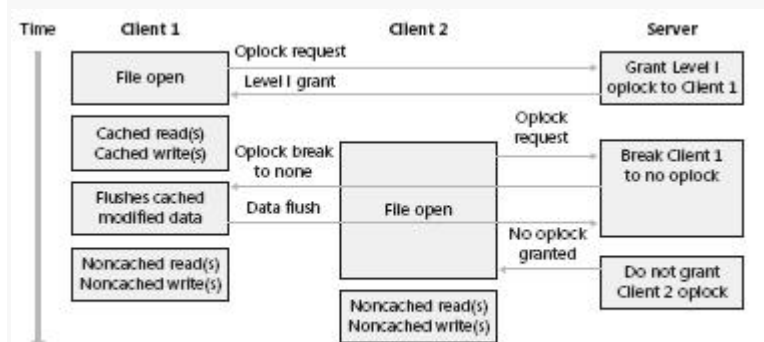 Time
Client 1
Client 2
Server
Oplock request
File open
Level I grant
Grant Level I
oplock to Client 1
Cached read(s)
Cached write(s)
Oplock
request
Oplock break
to none
Break Client 1
to no oplock
Flushes cached
modified data
Data flush
File open
No oplock
granted
Noncached read(s)
Noncached write(s)
Do not grant
Client 2 oplock
Noncached read(s)
Noncached write(s)